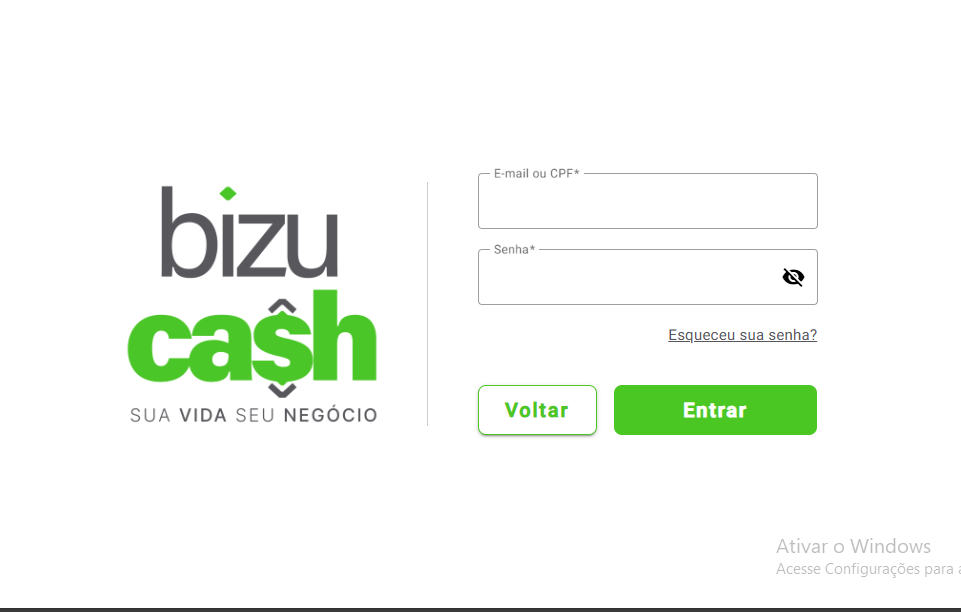 bizu
cash
SUA VIDA SEU NEGÓCIO
E-mail ou CPF*
Senha*
Esqueceu sua senha?
Voltar
Entrar
Ativar o Windows
Acesse Configurações para a